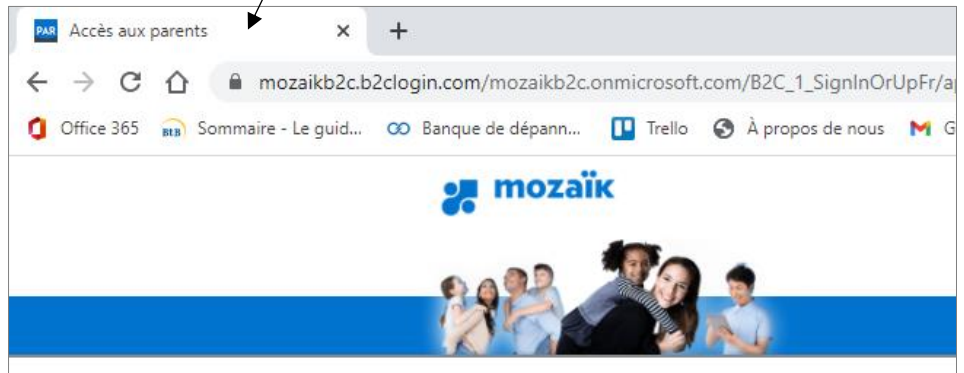 PAR Accès aux parents
mozaikb2c.b2clogin.com/mozaikb2c.onmicrosoft.com/B2C_1_SignInOrUpFr/a
Office 365 BtB Sommaire - Le guid... Banque de dépann... Trello À propos de nous G
mozaïk